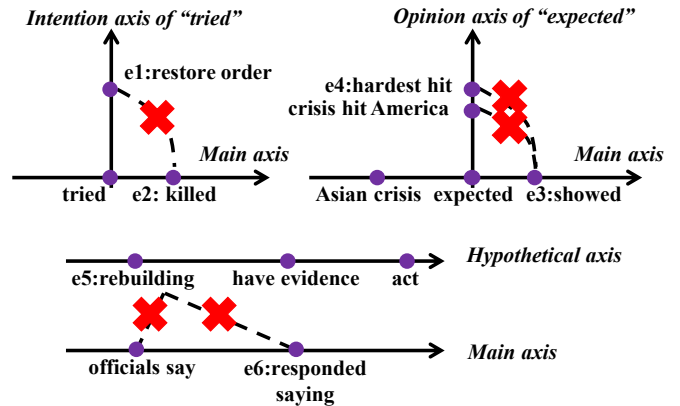 Intention axis of “tried”
e1:restore order
Main axis
tried
e2: killed
Opinion axis of “expected”
e4:hardest hit
crisis hit America
Main axis
Asian crisis
expected
e3:showed
Hypothetical axis
e5:rebuilding
have evidence
act
Main axis
officials say
e6:responded
saying